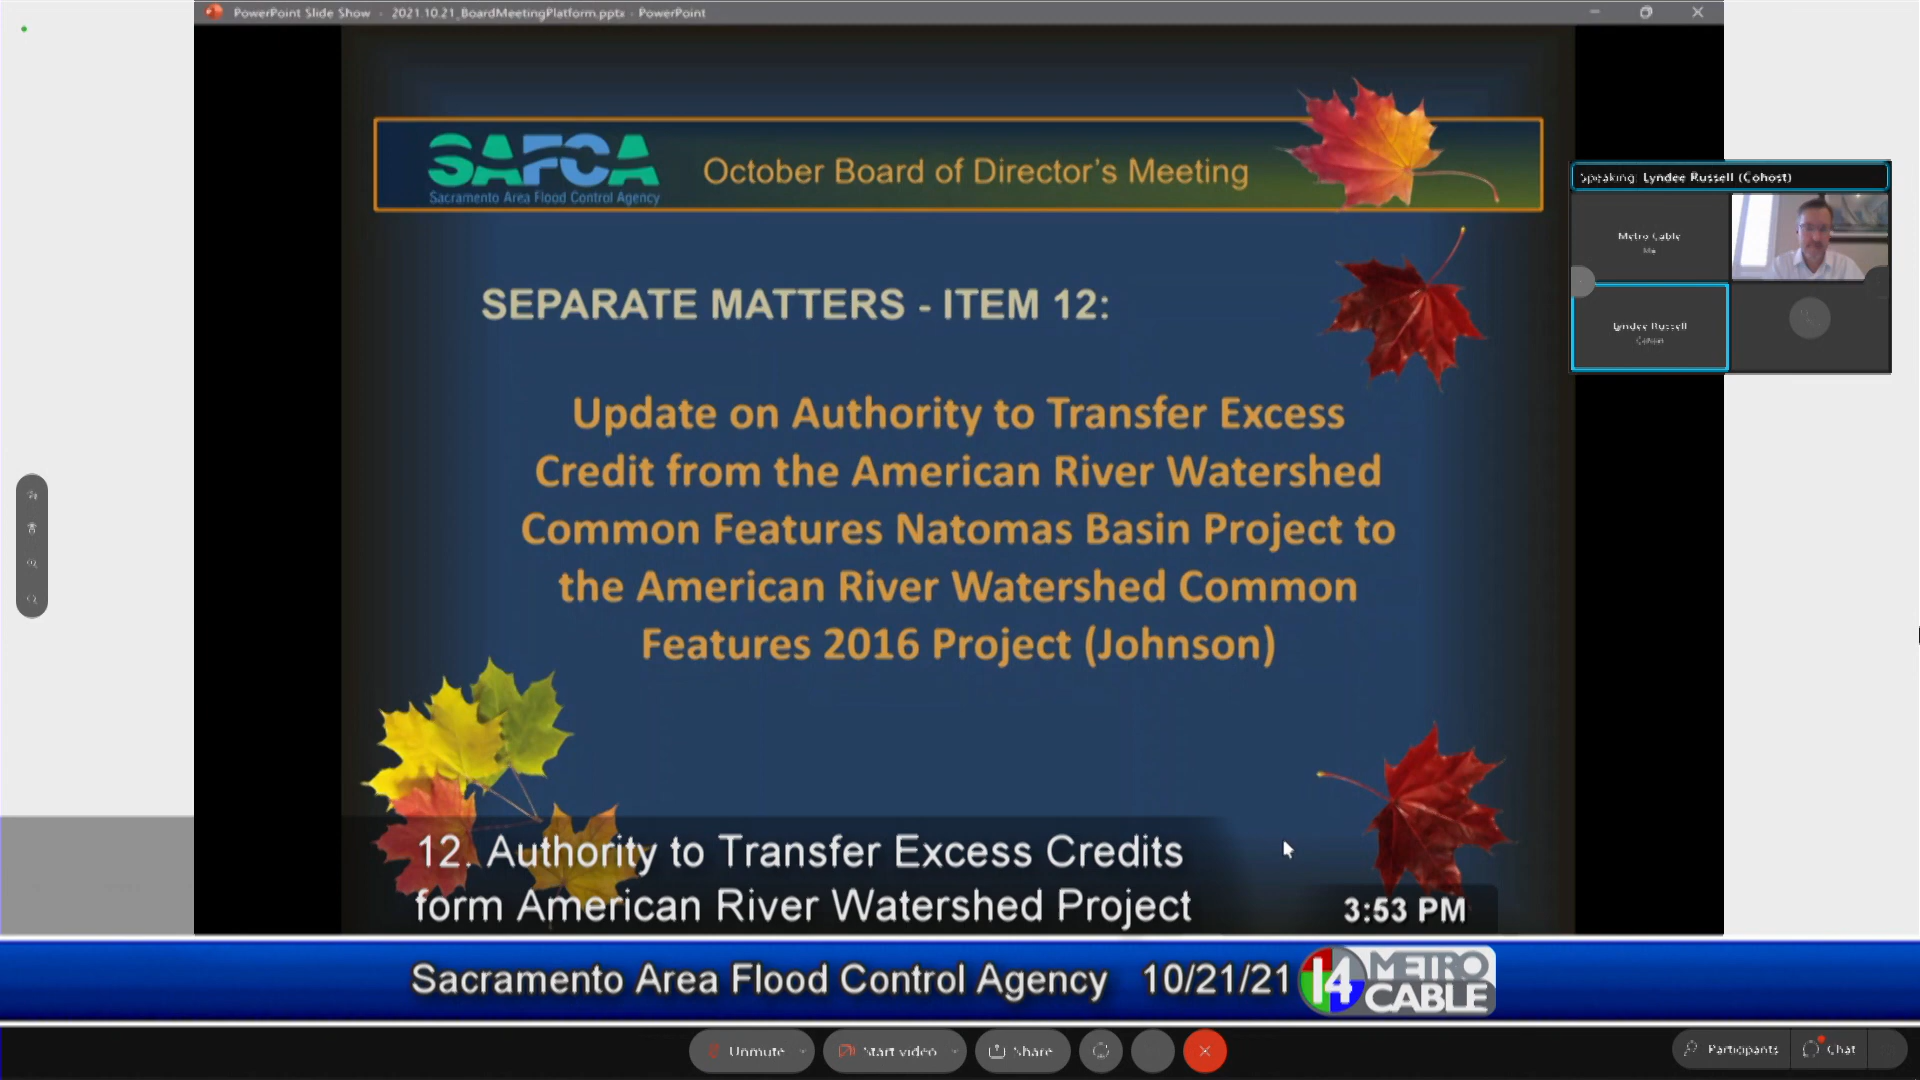 PowerPoint Slide Show - 2021.10.21_BoardMeetingPlatform.pptx - PowerPoint
SAFCA
Sacramento Area Flood Control Agency
October Board of Director's Meeting
Speaking: Lyndee Russell (Cohost)
Metro Cable
Me
Lyndee Russell
Cohost
SEPARATE MATTERS - ITEM 12:
Update on Authority to Transfer Excess
Credit from the American River Watershed
Common Features Natomas Basin Project to
the American River Watershed Common
Features 2016 Project (Johnson)
12. Authority to Transfer Excess Credits
form American River Watershed Project
3:53 PM
Sacramento Area Flood Control Agency 10/21/21
14 METRO
CABLE
Unmute
Start video
Share
Participants
Chat